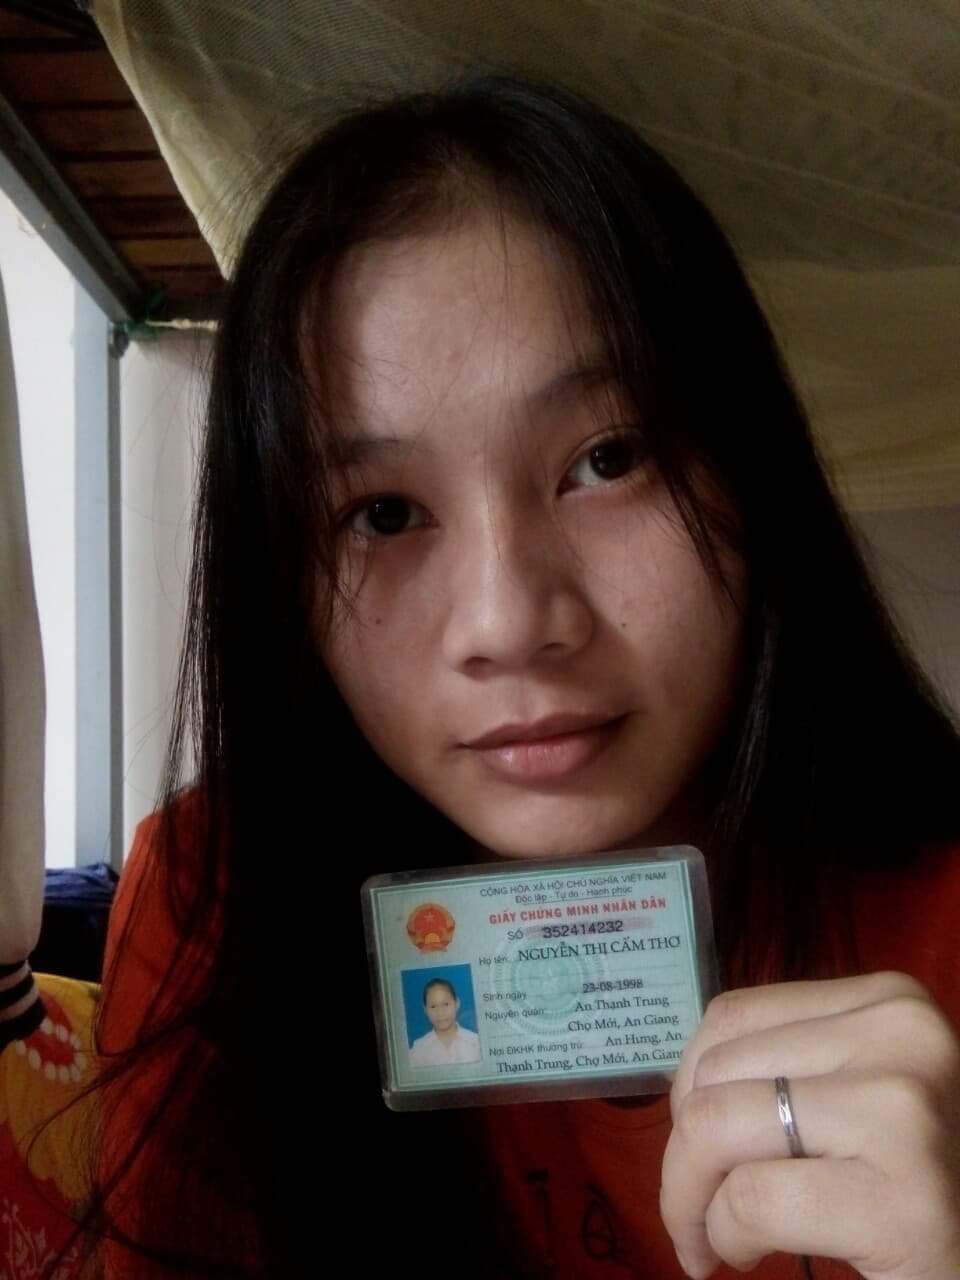 CỘNG HÒA XÃ HỘI CHỦ NGHĨA VIỆT NAM
Độc lập - Tự do - Hạnh phúc
GIẤY CHỨNG MINH NHÂN DÂN
SỐ 352414232
Họ tên: NGUYỄN THỊ CẨM THƠ
Sinh ngày 23-08-1998
Nguyên quán: An Thạnh Trung
Chợ Mới, An Giang
Nơi ĐKHK thường trú: An Hưng, An
Thạnh Trung, Chợ Mới, An Giang